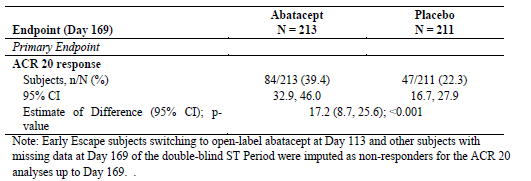 Abatacept Placebo
Endpoint (Day 169) N = 213 N = 211
Primary Endpoint
ACR 20 response
Subjects, n/N (%) 84/213 (39.4) 47/211 (22.3)
95% CI 32.9, 46.0 16.7, 27.9
Estimate of Difference (95% CI); p- 17.2 (8.7, 25.6); <0.001
value
Note: Early Escape subjects switching to open-label abatacept at Day 113 and other subjects with
missing data at Day 169 of the double-blind ST Period were imputed as non-responders for the ACR 20
analyses up to Day 169. .